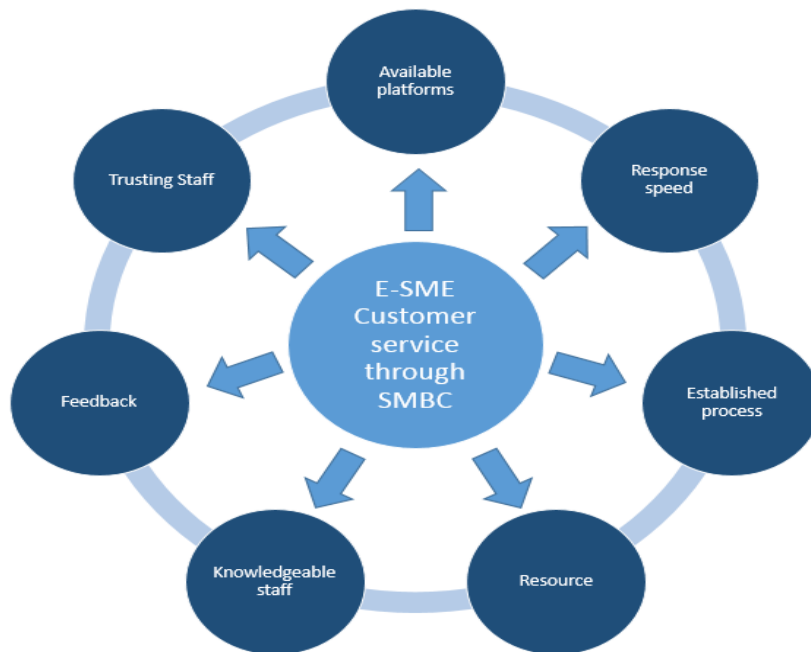 Available
platforms
Trusting Staff
Response
speed
E-SME
Customer
service
through
SMBC
Feedback
Established
process
Knowledgeable
staff
Resource